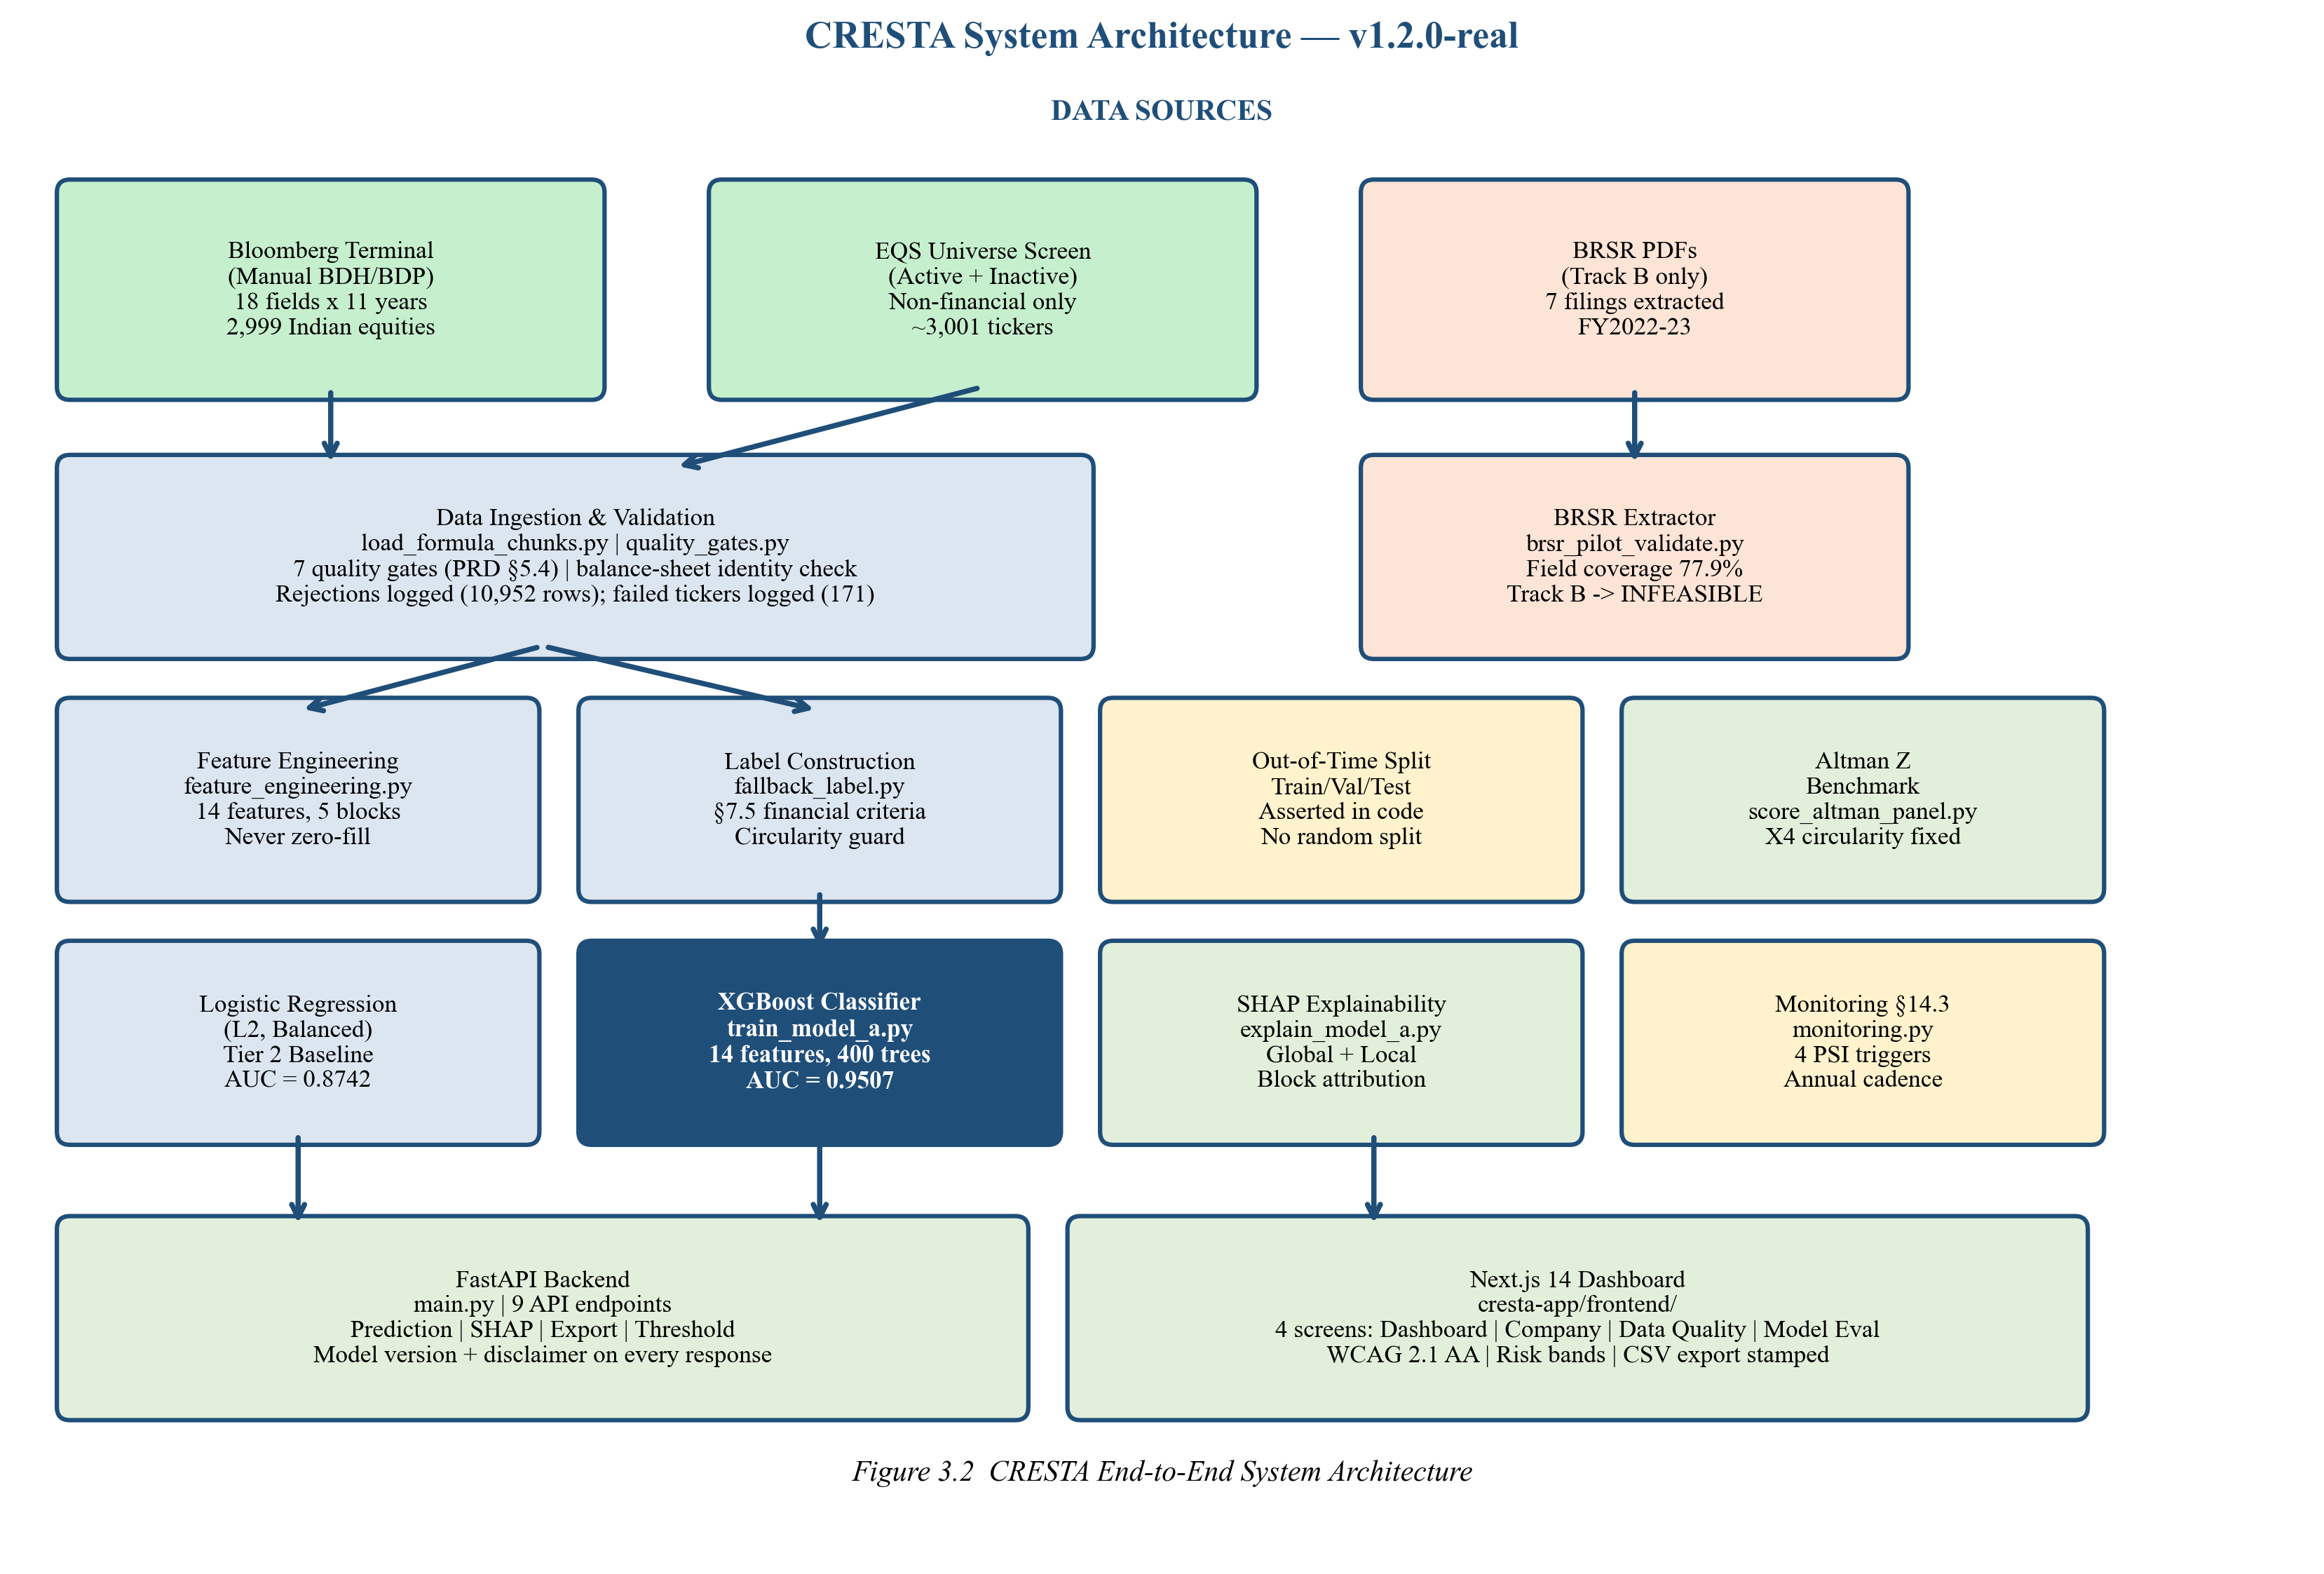 CRESTA System Architecture — v1.2.0-real
DATA SOURCES
Bloomberg Terminal
(Manual BDH/BDP)
18 fields x 11 years
2,999 Indian equities
EQS Universe Screen
(Active + Inactive)
Non-financial only
~3,001 tickers
BRSR PDFs
(Track B only)
7 filings extracted
FY2022-23
Data Ingestion & Validation
load_formula_chunks.py | quality_gates.py
7 quality gates (PRD §5.4) | balance-sheet identity check
Rejections logged (10,952 rows); failed tickers logged (171)
BRSR Extractor
brsr_pilot_validate.py
Field coverage 77.9%
Track B -> INFEASIBLE
Feature Engineering
feature_engineering.py
14 features, 5 blocks
Never zero-fill
Label Construction
fallback_label.py
§7.5 financial criteria
Circularity guard
Out-of-Time Split
Train/Val/Test
Asserted in code
No random split
Altman Z
Benchmark
score_altman_panel.py
X4 circularity fixed
Logistic Regression
(L2, Balanced)
Tier 2 Baseline
AUC = 0.8742
XGBoost Classifier
train_model_a.py
14 features, 400 trees
AUC = 0.9507
SHAP Explainability
explain_model_a.py
Global + Local
Block attribution
Monitoring §14.3
monitoring.py
4 PSI triggers
Annual cadence
FastAPI Backend
main.py | 9 API endpoints
Prediction | SHAP | Export | Threshold
Model version + disclaimer on every response
Next.js 14 Dashboard
cresta-app/frontend/
4 screens: Dashboard | Company | Data Quality | Model Eval
WCAG 2.1 AA | Risk bands | CSV export stamped
Figure 3.2  CRESTA End-to-End System Architecture